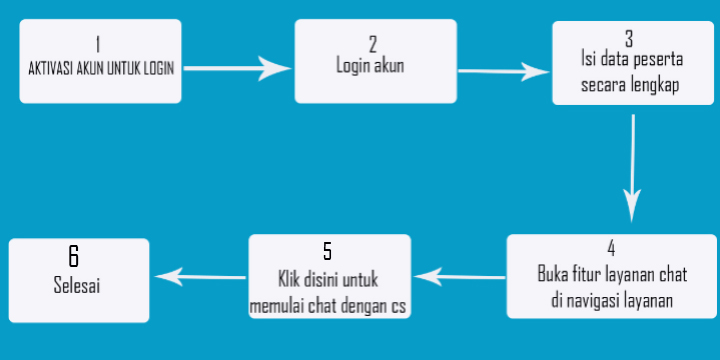 1
AKTIVASI AKUN UNTUK LOGIN
2
Login akun
3
Isi data peserta
secara lengkap
4
Buka fitur layanan chat
di navigasi layanan
5
Klik disini untuk
memulai chat dengan cs
6
Selesai